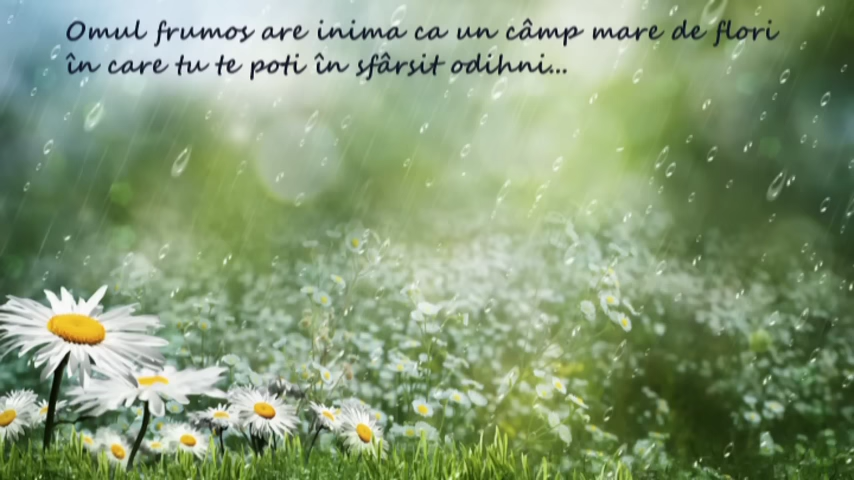 Omul frumos are inima ca un câmp mare de flori
în care tu te poti în sfârsit odihni...